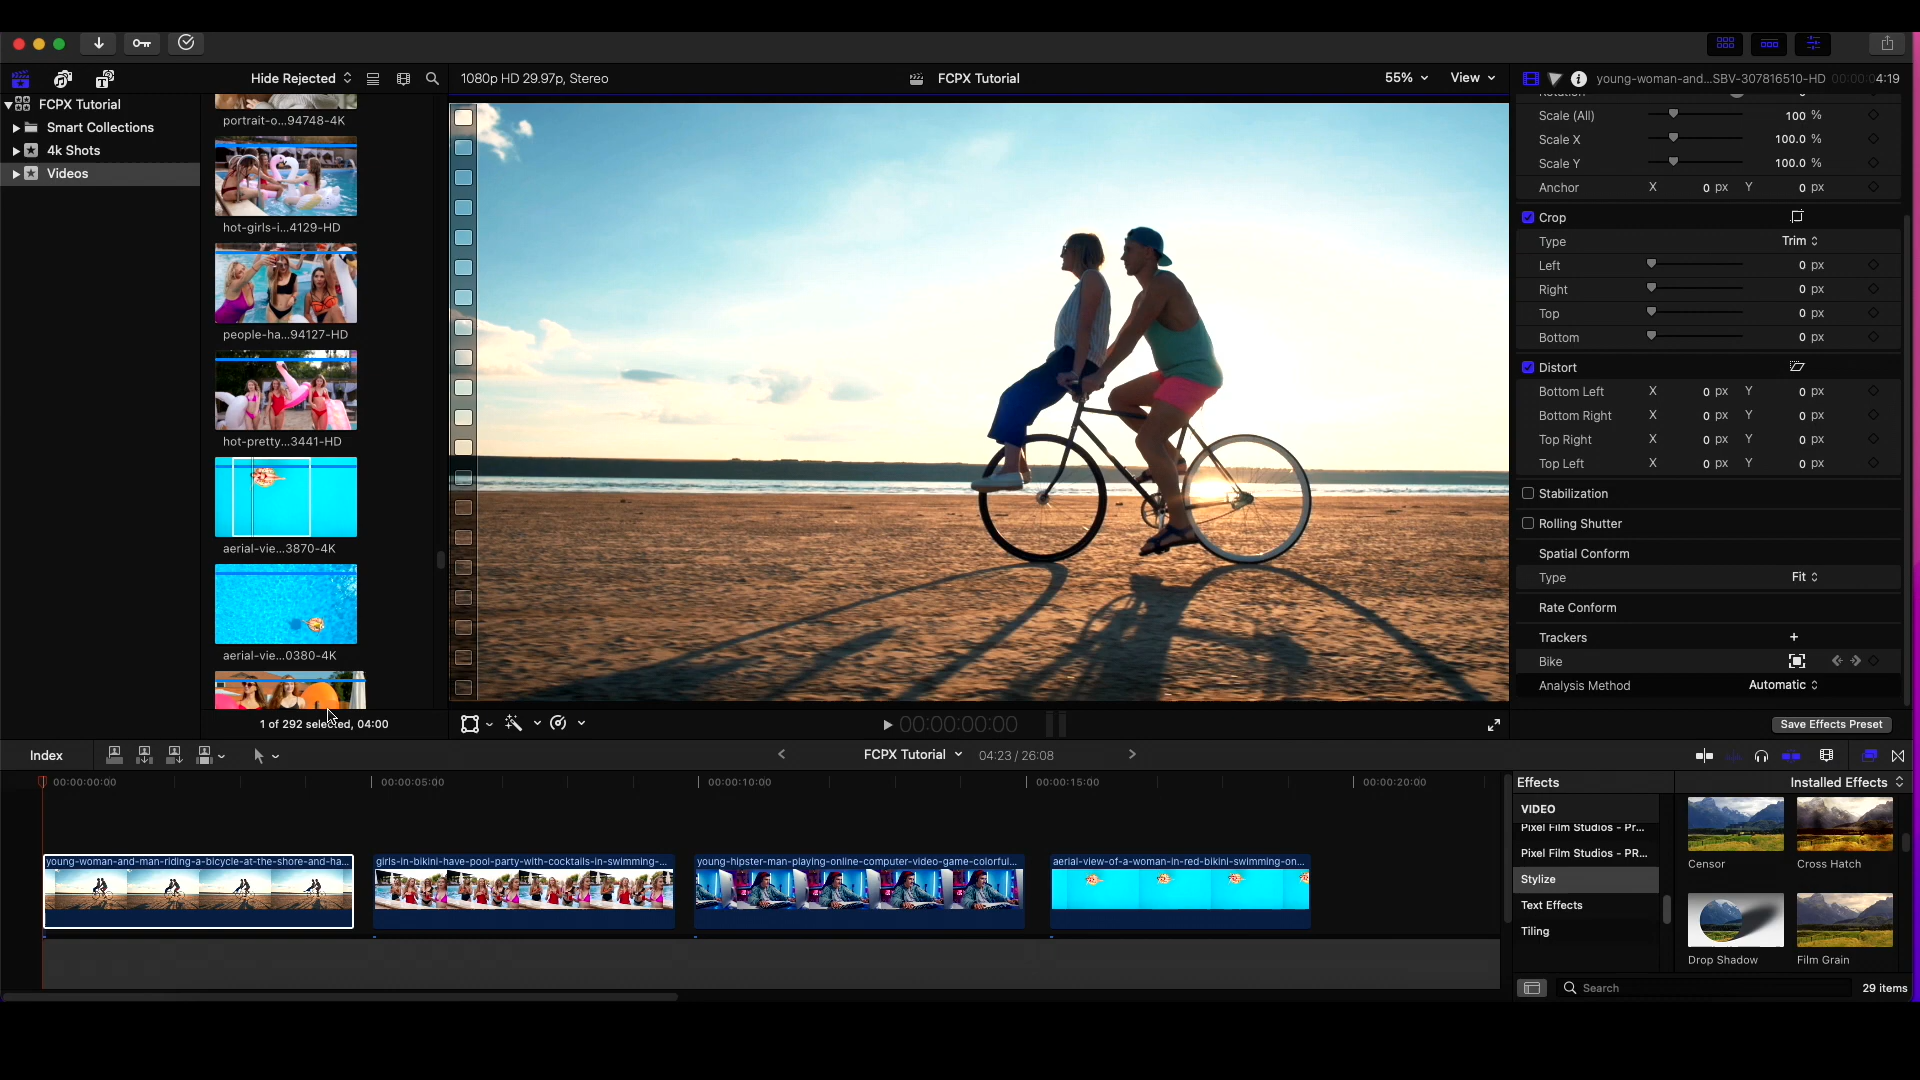 Hide Rejected
1080p HD 29.97p, Stereo
FCPX Tutorial
55%
View
young-woman-and...SBV-307816510-HD
00:00:04:19
FCPX Tutorial
Smart Collections
4k Shots
Videos
portrait-o...94748-4K
hot-girls-i...4129-HD
people-ha...94127-HD
hot-pretty...3441-HD
aerial-vie...3870-4K
aerial-vie...0380-4K
1 of 292 selected, 04:00
Rotation
Scale (All) 100 %
Scale X 100.0 %
Scale Y 100.0 %
Anchor X 0 px Y 0 px
Crop
Type Trim
Left 0 px
Right 0 px
Top 0 px
Bottom 0 px
Distort
Bottom Left X 0 px Y 0 px
Bottom Right X 0 px Y 0 px
Top Right X 0 px Y 0 px
Top Left X 0 px Y 0 px
Stabilization
Rolling Shutter
Spatial Conform
Type Fit
Rate Conform
Trackers +
Bike
Analysis Method Automatic
Save Effects Preset
00:00:00:00
Index
FCPX Tutorial
04:23 / 26:08
00:00:00:00
00:00:05:00
00:00:10:00
00:00:15:00
00:00:20:00
young-woman-and-man-riding-a-bicycle-at-the-shore-and-ha...
girls-in-bikini-have-pool-party-with-cocktails-in-swimming-...
young-hipster-man-playing-online-computer-video-game-colorful...
aerial-view-of-a-woman-in-red-bikini-swimming-on...
Effects
Installed Effects
VIDEO
Pixel Film Studios - Pr...
Pixel Film Studios - PR...
Stylize
Text Effects
Tiling
Censor
Cross Hatch
Drop Shadow
Film Grain
Search
29 items